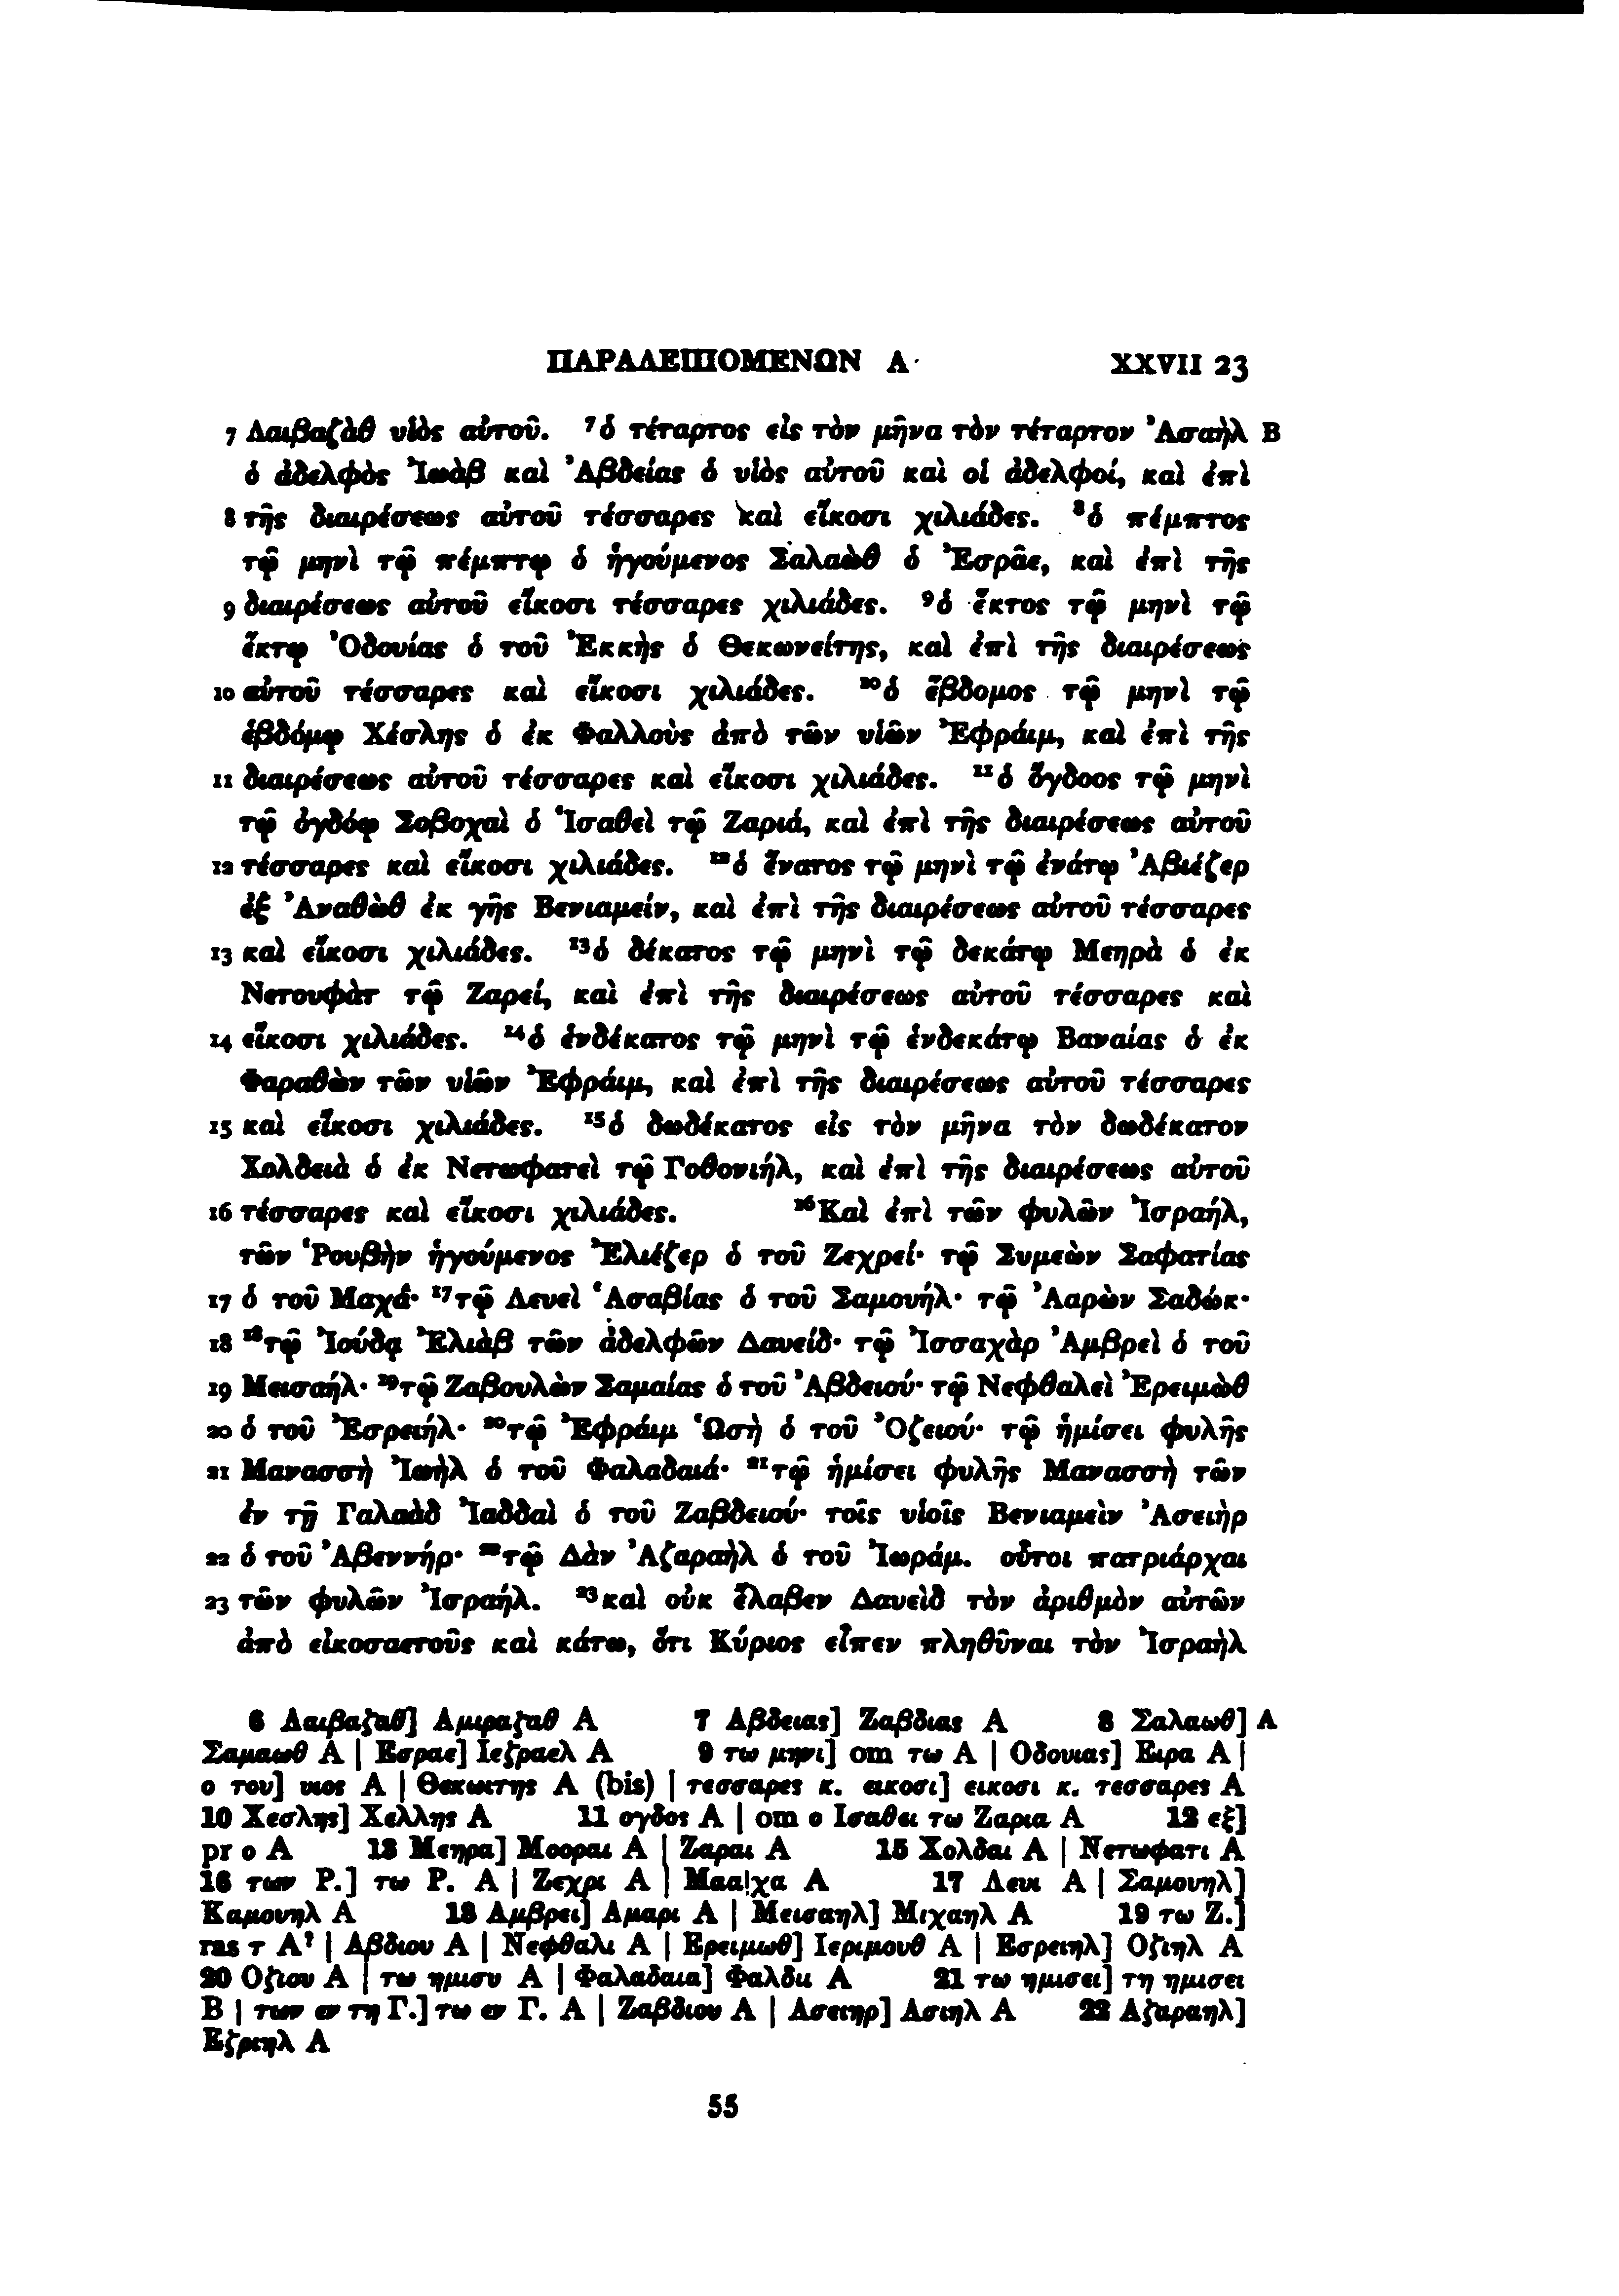 ΠΑΡΑΛΕΙΠΟΜΕΝΩΝ Α XXVII 23
7 Δαιβαζὰθ υἱὸς αὐτοῦ. ⁷ὁ τέταρτος εἰς τὸν μῆνα τὸν τέταρτον Ἀσαὴλ B
ὁ ἀδελφὸς Ἰωὰβ καὶ Ἀβδείας ὁ υἱὸς αὐτοῦ καὶ οἱ ἀδελφοί, καὶ ἐπὶ
8 τῆς διαιρέσεως αὐτοῦ τέσσαρες καὶ εἴκοσι χιλιάδες. ⁸ὁ πέμπτος
τῷ μηνὶ τῷ πέμπτῳ ὁ ἡγούμενος Σαλαὼθ ὁ Ἐσρᾶε, καὶ ἐπὶ τῆς
9 διαιρέσεως αὐτοῦ εἴκοσι τέσσαρες χιλιάδες. ⁹ὁ ἕκτος τῷ μηνὶ τῷ
ἕκτῳ Ὀδουίας ὁ τοῦ Ἐκκὴς ὁ Θεκωνείτης, καὶ ἐπὶ τῆς διαιρέσεως
10 αὐτοῦ τέσσαρες καὶ εἴκοσι χιλιάδες. ¹⁰ὁ ἕβδομος τῷ μηνὶ τῷ
ἑβδόμῳ Χέσλης ὁ ἐκ Φαλλοὺς ἀπὸ τῶν υἱῶν Ἐφράιμ, καὶ ἐπὶ τῆς
11 διαιρέσεως αὐτοῦ τέσσαρες καὶ εἴκοσι χιλιάδες. ¹¹ὁ ὄγδοος τῷ μηνὶ
τῷ ὀγδόῳ Σοβοχαὶ ὁ Ἱσαθεὶ τῷ Ζαριά, καὶ ἐπὶ τῆς διαιρέσεως αὐτοῦ
12 τέσσαρες καὶ εἴκοσι χιλιάδες. ¹²ὁ ἔνατος τῷ μηνὶ τῷ ἐνάτῳ Ἀβιέζερ
ἐξ Ἀναθὼθ ἐκ γῆς Βενιαμείν, καὶ ἐπὶ τῆς διαιρέσεως αὐτοῦ τέσσαρες
13 καὶ εἴκοσι χιλιάδες. ¹³ὁ δέκατος τῷ μηνὶ τῷ δεκάτῳ Μεηρὰ ὁ ἐκ
Νετουφὰτ τῷ Ζαρεί, καὶ ἐπὶ τῆς διαιρέσεως αὐτοῦ τέσσαρες καὶ
14 εἴκοσι χιλιάδες. ¹⁴ὁ ἑνδέκατος τῷ μηνὶ τῷ ἑνδεκάτῳ Βαναίας ὁ ἐκ
Φαραθὼν τῶν υἱῶν Ἐφράιμ, καὶ ἐπὶ τῆς διαιρέσεως αὐτοῦ τέσσαρες
15 καὶ εἴκοσι χιλιάδες. ¹⁵ὁ δωδέκατος εἰς τὸν μῆνα τὸν δωδέκατον
Χολδειὰ ὁ ἐκ Νετωφατεὶ τῷ Γοθονιήλ, καὶ ἐπὶ τῆς διαιρέσεως αὐτοῦ
16 τέσσαρες καὶ εἴκοσι χιλιάδες. ¹⁶Καὶ ἐπὶ τῶν φυλῶν Ἰσραήλ,
τῶν Ῥουβὴν ἡγούμενος Ἐλιέζερ ὁ τοῦ Ζεχρεί· τῷ Συμεὼν Σαφατίας
17 ὁ τοῦ Μαχά· ¹⁷τῷ Λευεὶ Ἁσαβίας ὁ τοῦ Σαμουήλ· τῷ Ἀαρὼν Σαδώκ·
18 ¹⁸τῷ Ἰούδᾳ Ἐλιὰβ τῶν ἀδελφῶν Δαυείδ· τῷ Ἰσσαχὰρ Ἀμβρεὶ ὁ τοῦ
19 Μεισαήλ· ¹⁹τῷ Ζαβουλὼν Σαμαίας ὁ τοῦ Ἀβδειού· τῷ Νεφθαλεὶ Ἐρειμὼθ
20 ὁ τοῦ Ἐσρειήλ· ²⁰τῷ Ἐφράιμ Ὡσὴ ὁ τοῦ Ὀζειού· τῷ ἡμίσει φυλῆς
21 Μανασσὴ Ἰωὴλ ὁ τοῦ Φαλαδαιά· ²¹τῷ ἡμίσει φυλῆς Μανασσὴ τῶν
ἐν τῇ Γαλαὰδ Ἰαδδαὶ ὁ τοῦ Ζαβδειού· τοῖς υἱοῖς Βενιαμεὶν Ἀσειὴρ
22 ὁ τοῦ Ἀβεννήρ· ²²τῷ Δὰν Ἀζαραὴλ ὁ τοῦ Ἰωράμ. οὗτοι πατριάρχαι
23 τῶν φυλῶν Ἰσραήλ. ²³καὶ οὐκ ἔλαβεν Δαυεὶδ τὸν ἀριθμὸν αὐτῶν
ἀπὸ εἰκοσαετοῦς καὶ κάτω, ὅτι Κύριος εἶπεν πληθῦναι τὸν Ἰσραὴλ
6 Δαιβαζαθ] Αμιραζαθ A 7 Αβδειας] Ζαβδιας A 8 Σαλαωθ] A
Σαμαωθ A | Εσραε] Ιεζραελ A 9 τω μηνι] om τω A | Οδουιας] Ειρα A |
ο του] υιος A | Θεκωιτης A (bis) | τεσσαρες κ. εικοσι] εικοσι κ. τεσσαρες A
10 Χεσλης] Χελλης A 11 ογδος A | om ο Ισαθει τω Ζαρια A 12 εξ]
pr ο A 13 Μεηρα] Μοοραι A | Ζαραι A 15 Χολδαι A | Νετωφατι A
16 των Ρ.] τω Ρ. A | Ζεχρι A | Μααχα A 17 Λευι A | Σαμουηλ]
Καμουηλ A 18 Αμβρει] Αμαρι A | Μεισαηλ] Μιχαηλ A 19 τω Ζ.]
ras τ A? | Αβδιου A | Νεφθαλι A | Ερειμωθ] Ιεριμουθ A | Εσρειηλ] Οζιηλ A
20 Οζιου A | τω ημισυ A | Φαλαδαια] Φαλδια A 21 τω ημισει] τη ημισει
B | των εν τη Γ.] τω εν Γ. A | Ζαβδιου A | Ασειηρ] Ασιηλ A 22 Αζαραηλ]
Εζριηλ A
55